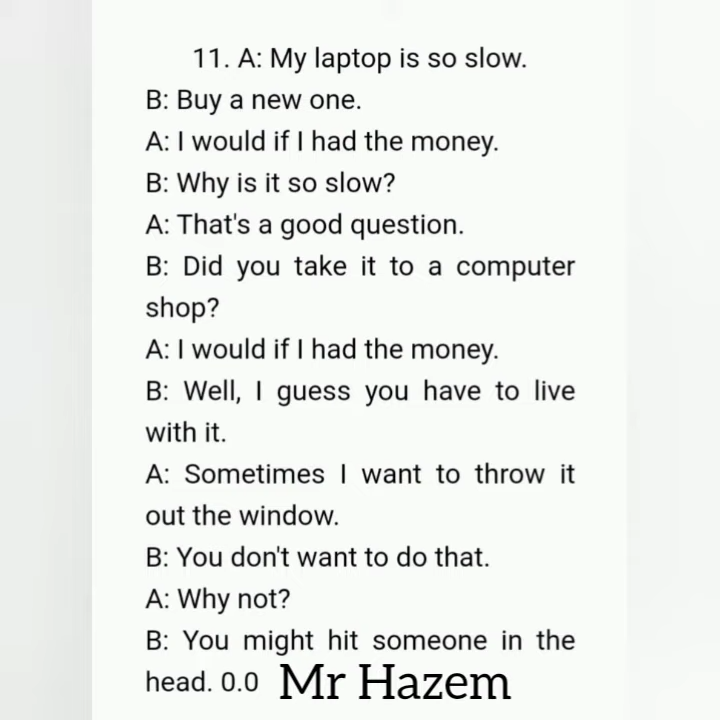 11. A: My laptop is so slow.
B: Buy a new one.
A: I would if I had the money.
B: Why is it so slow?
A: That's a good question.
B: Did you take it to a computer
shop?
A: I would if I had the money.
B: Well, I guess you have to live
with it.
A: Sometimes I want to throw it
out the window.
B: You don't want to do that.
A: Why not?
B: You might hit someone in the
head. 0.0 Mr Hazem